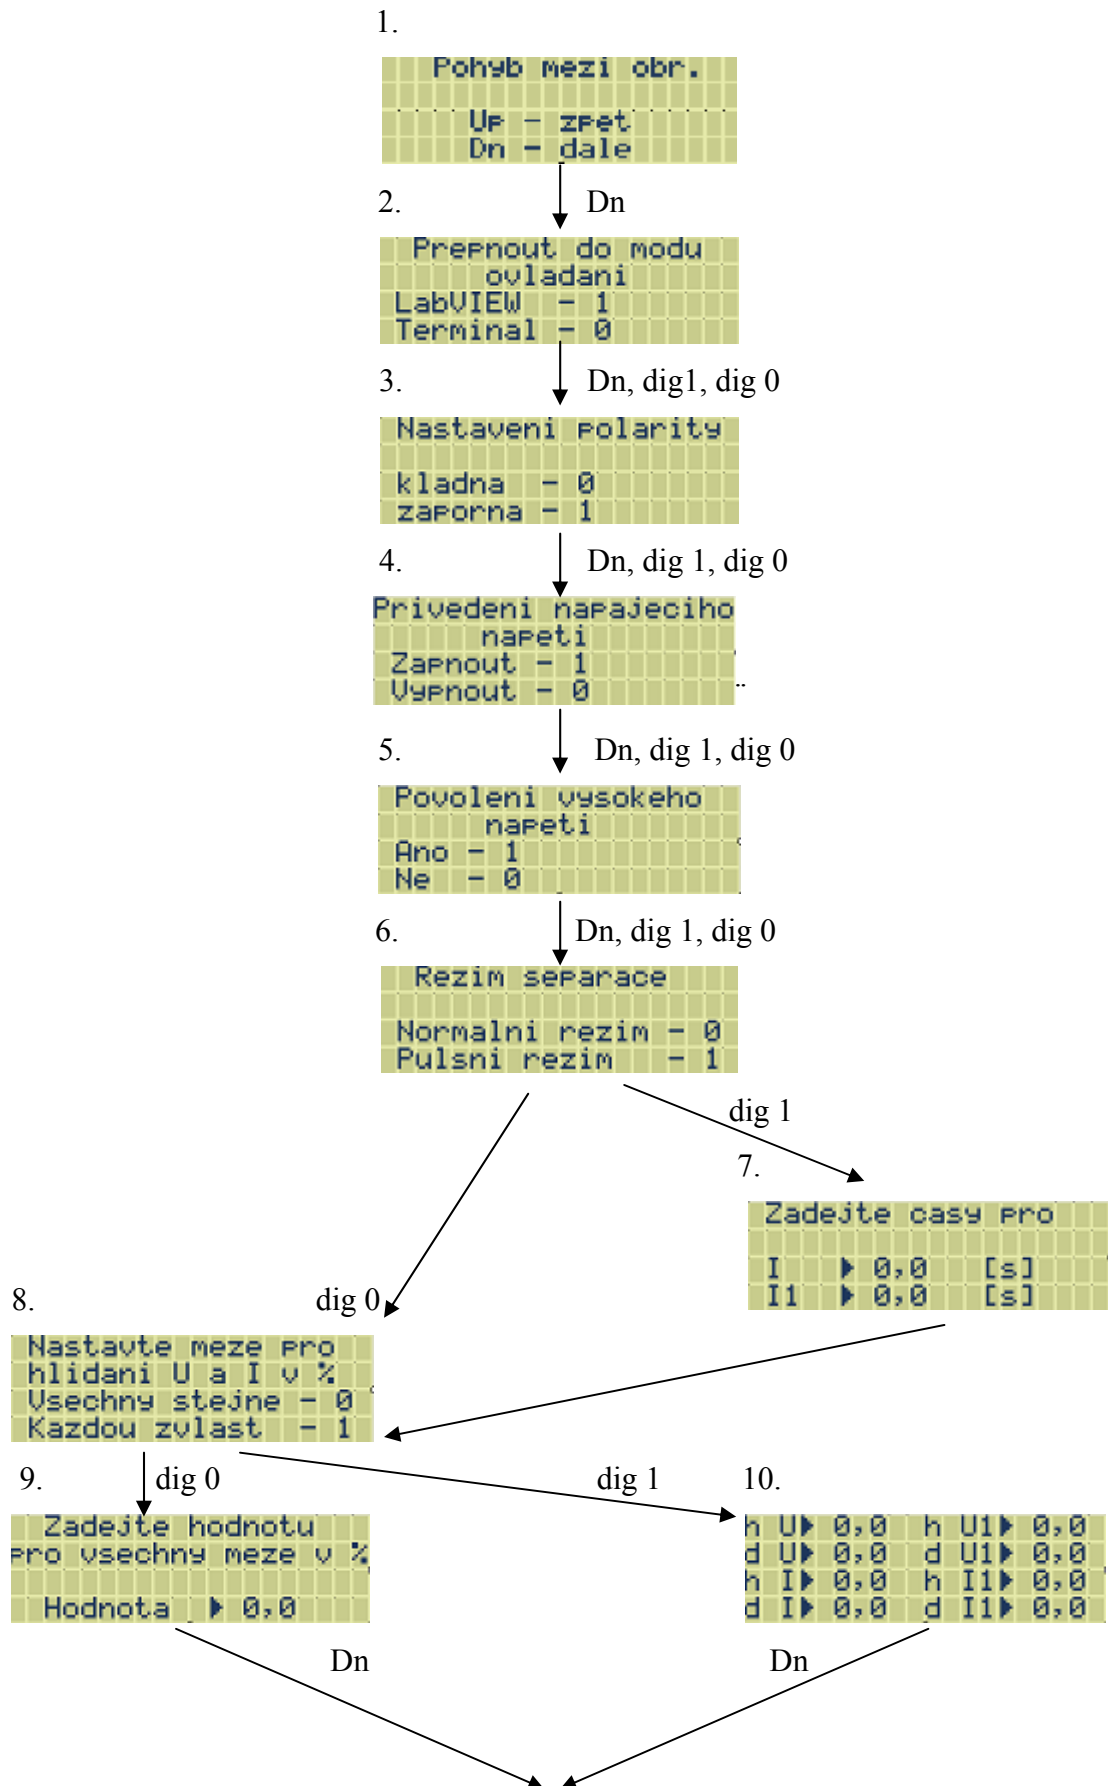 1.
Pohyb mezi obr.
Up - zpet
Dn - dale
Dn
2.
Prepnout do modu
ovladani
LabVIEW - 1
Terminal - 0
Dn, dig1, dig 0
3.
Nastaveni polarity
kladna - 0
zaporna - 1
Dn, dig 1, dig 0
4.
Privedeni napajeciho
napeti
Zapnout - 1
Vypnout - 0
Dn, dig 1, dig 0
5.
Povoleni vysokeho
napeti
Ano - 1
Ne - 0
Dn, dig 1, dig 0
6.
Rezim separace
Normalni rezim - 0
Pulsni rezim - 1
dig 1
7.
Zadejte casy pro
I ▶ 0,0 [s]
I1 ▶ 0,0 [s]
dig 0
8.
Nastavte meze pro
hlidani U a I v %
Vsechny stejne - 0
Kazdou zvlast - 1
dig 0
dig 1
9.
Zadejte hodnotu
pro vsechny meze v %
Hodnota ▶ 0,0
10.
h U▶ 0,0 h U1▶ 0,0
d U▶ 0,0 d U1▶ 0,0
h I▶ 0,0 h I1▶ 0,0
d I▶ 0,0 d I1▶ 0,0
Dn
Dn